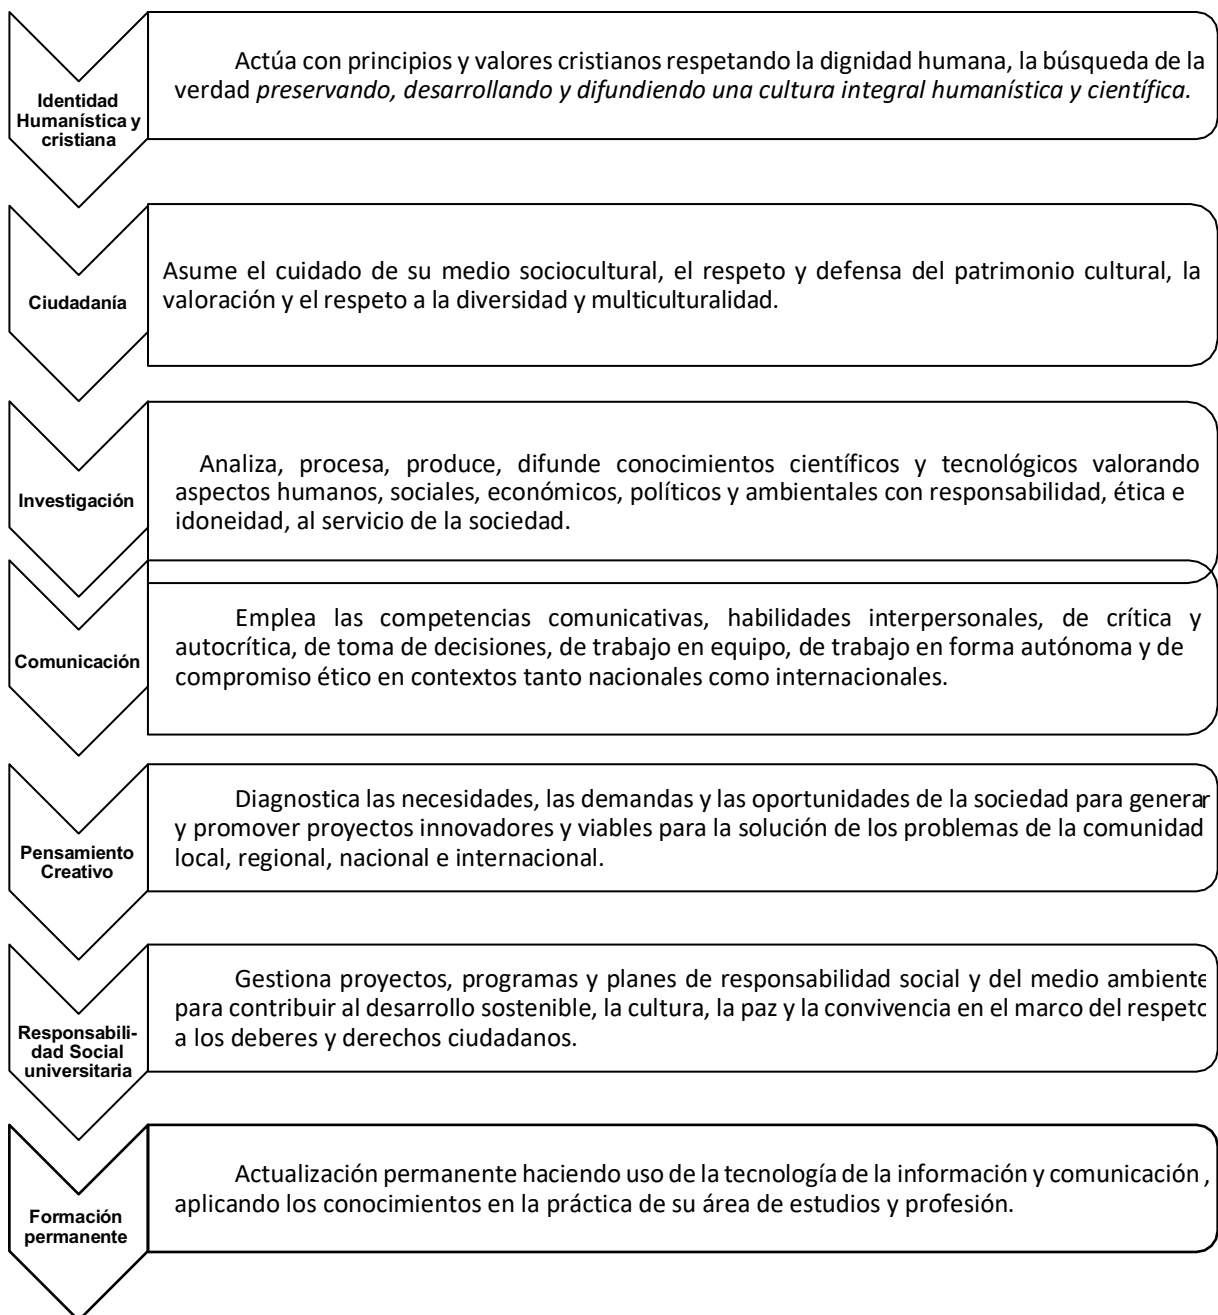 Identidad
Humanística y
cristiana
Actúa con principios y valores cristianos respetando la dignidad humana, la búsqueda de la
verdad preservando, desarrollando y difundiendo una cultura integral humanística y científica.
Ciudadanía
Asume el cuidado de su medio sociocultural, el respeto y defensa del patrimonio cultural, la
valoración y el respeto a la diversidad y multiculturalidad.
Investigación
Analiza, procesa, produce, difunde conocimientos científicos y tecnológicos valorando
aspectos humanos, sociales, económicos, políticos y ambientales con responsabilidad, ética e
idoneidad, al servicio de la sociedad.
Comunicación
Emplea las competencias comunicativas, habilidades interpersonales, de crítica y
autocrítica, de toma de decisiones, de trabajo en equipo, de trabajo en forma autónoma y de
compromiso ético en contextos tanto nacionales como internacionales.
Pensamiento
Creativo
Diagnostica las necesidades, las demandas y las oportunidades de la sociedad para generar
y promover proyectos innovadores y viables para la solución de los problemas de la comunidad
local, regional, nacional e internacional.
Responsabili-
dad Social
universitaria
Gestiona proyectos, programas y planes de responsabilidad social y del medio ambiente
para contribuir al desarrollo sostenible, la cultura, la paz y la convivencia en el marco del respeto
a los deberes y derechos ciudadanos.
Formación
permanente
Actualización permanente haciendo uso de la tecnología de la información y comunicación ,
aplicando los conocimientos en la práctica de su área de estudios y profesión.